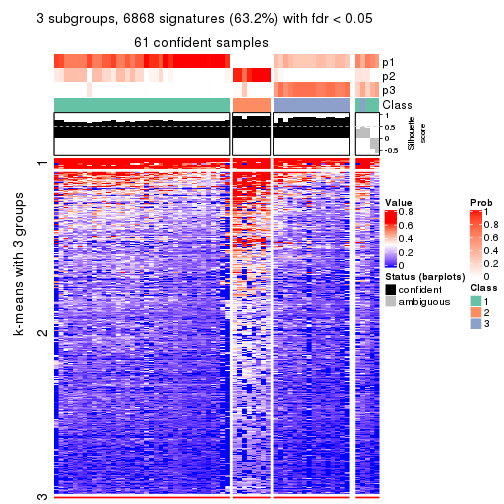 3 subgroups, 6868 signatures (63.2%) with fdr < 0.05
61 confident samples
p1
p2
p3
Class
1
0.5
0
-0.5
Silhouette
score
k-means with 3 groups
1
2
3
Value
0.8
0.6
0.4
0.2
0
Status (barplots)
confident
ambiguous
Prob
1
0.8
0.6
0.4
0.2
0
Class
1
2
3